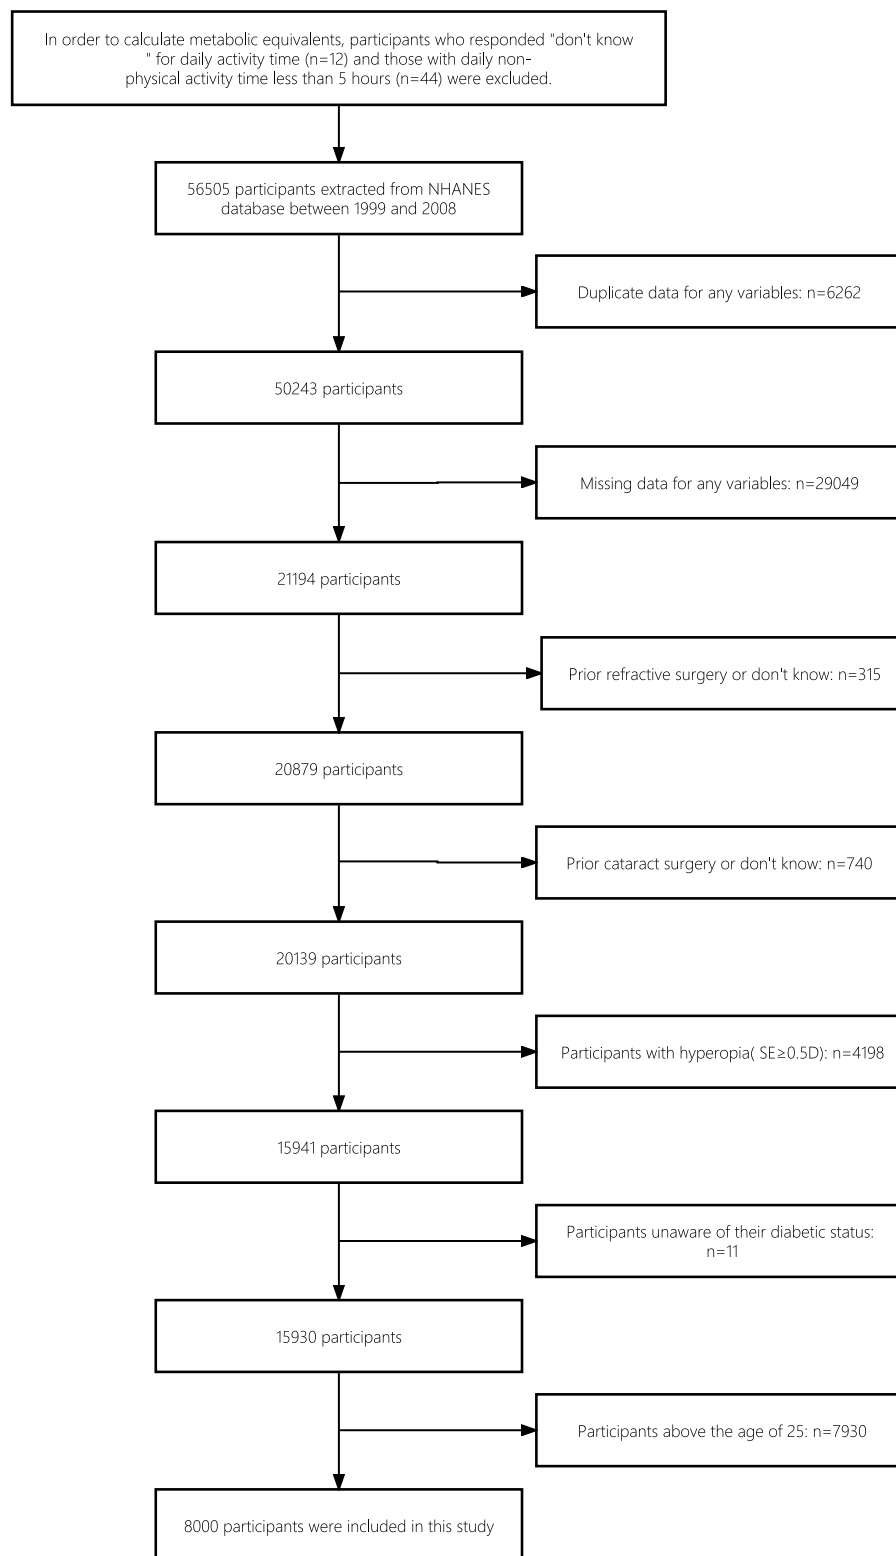 In order to calculate metabolic equivalents, participants who responded "don't know
" for daily activity time (n=12) and those with daily non-
physical activity time less than 5 hours (n=44) were excluded.
56505 participants extracted from NHANES
database between 1999 and 2008
Duplicate data for any variables: n=6262
50243 participants
Missing data for any variables: n=29049
21194 participants
Prior refractive surgery or don't know: n=315
20879 participants
Prior cataract surgery or don't know: n=740
20139 participants
Participants with hyperopia( SE≥0.5D): n=4198
15941 participants
Participants unaware of their diabetic status:
n=11
15930 participants
Participants above the age of 25: n=7930
8000 participants were included in this study